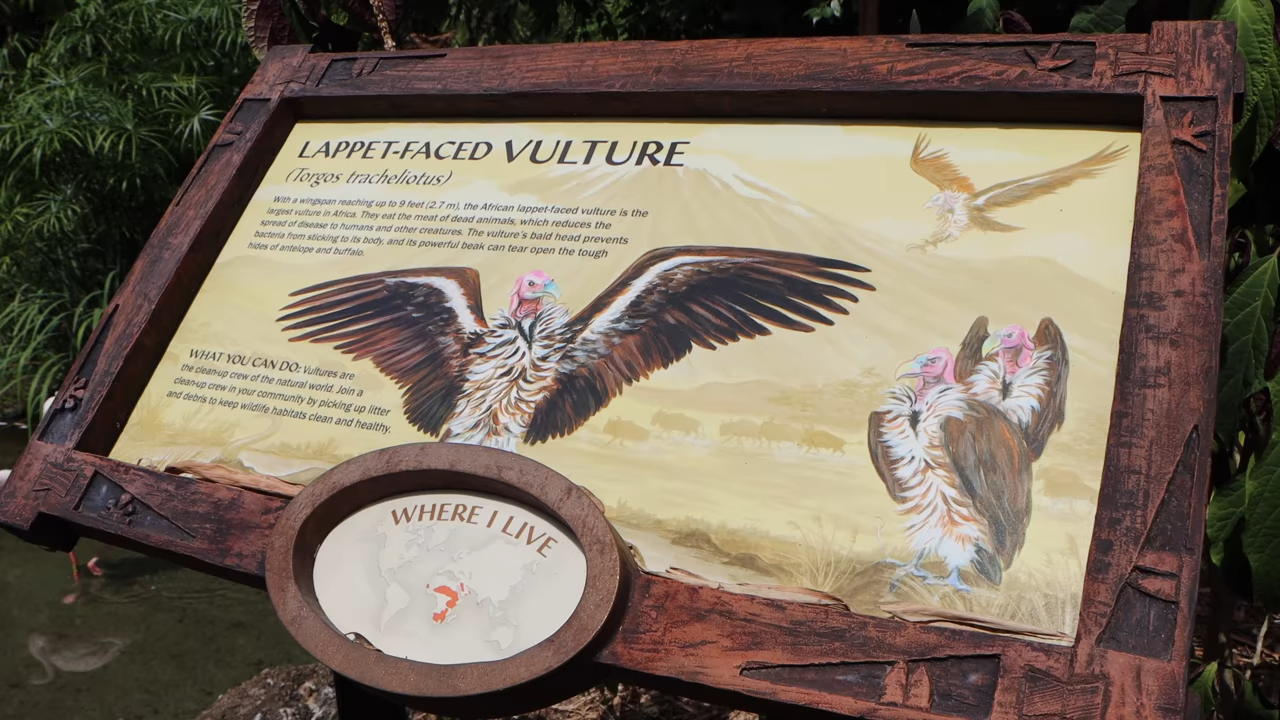 LAPPET-FACED VULTURE
(Torgos tracheliotus)
With a wingspan reaching up to 9 feet (2.7 m), the African lappet-faced vulture is the
largest vulture in Africa. They eat the meat of dead animals, which reduces the
spread of disease to humans and other creatures. The vulture's bald head prevents
bacteria from sticking to its body, and its powerful beak can tear open the tough
hides of antelope and buffalo.
WHAT YOU CAN DO: Vultures are
the clean-up crew of the natural world. Join a
clean-up crew in your community by picking up litter
and debris to keep wildlife habitats clean and healthy.
WHERE I LIVE